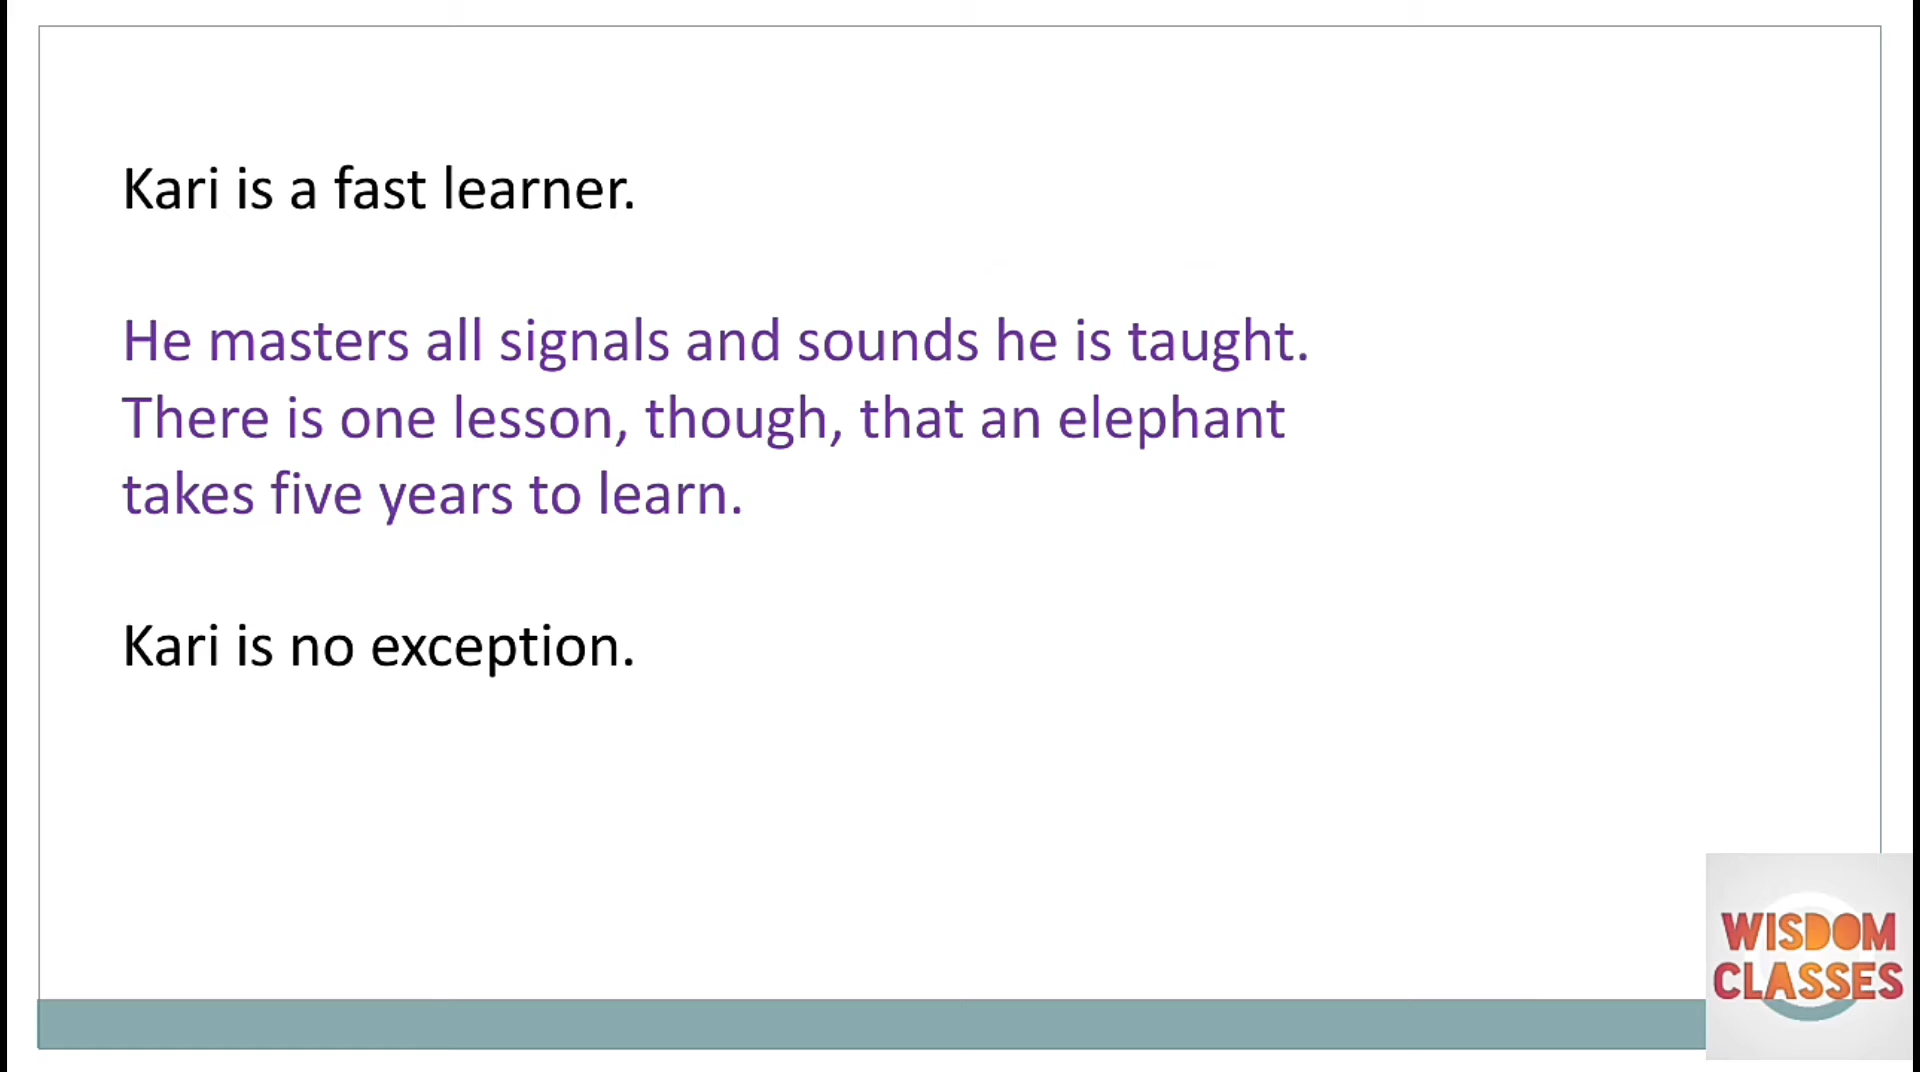 Kari is a fast learner.
He masters all signals and sounds he is taught.
There is one lesson, though, that an elephant
takes five years to learn.
Kari is no exception.
WISDOM
CLASSES